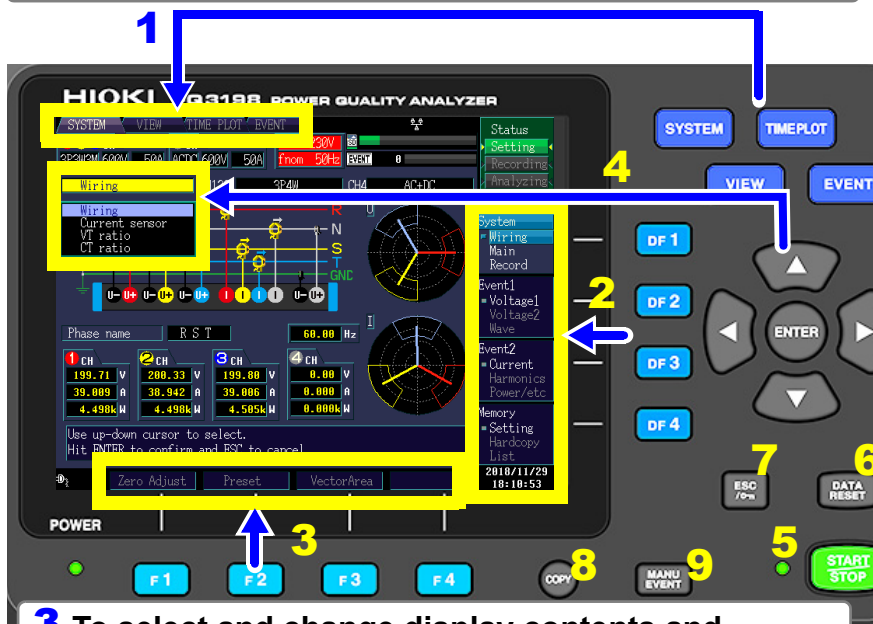 1
HIOKI Q3198 POWER QUALITY ANALYZER
SYSTEM VIEW TIME PLOT EVENT
230V
3P3W3M 600V 50A ACDC 600V 50A fnom 50Hz EVENT 0
Status
Setting
Recording
Analyzing
Wiring
3P4W CH4 AC+DC
Wiring
Current sensor
VT ratio
CT ratio
R
N
S
T
GND
U
I
U- U+ U- U+ U- U+ I I I I U- U+
Phase name R S T 60.00 Hz
1 CH 2 CH 3 CH 4 CH
199.71 V 200.33 V 199.80 V 0.00 V
39.009 A 38.942 A 39.006 A 0.000 A
4.498k W 4.498k W 4.505k W 0.000k W
Use up-down cursor to select.
Hit ENTER to confirm and ESC to cancel
Zero Adjust Preset VectorArea
System
Wiring
Main
Record
Event1
Voltage1
Voltage2
Wave
Event2
Current
Harmonics
Power/etc
Memory
Setting
Hardcopy
List
2018/11/29
18:10:53
2
4
SYSTEM TIMEPLOT
VIEW EVENT
DF 1
DF 2
DF 3
DF 4
ENTER
7
6
ESC
DATA
RESET
POWER
3
F 1 F 2 F 3 F 4
COPY 8
MANU
EVENT 9
5
START
STOP
3 To select and change display contents and